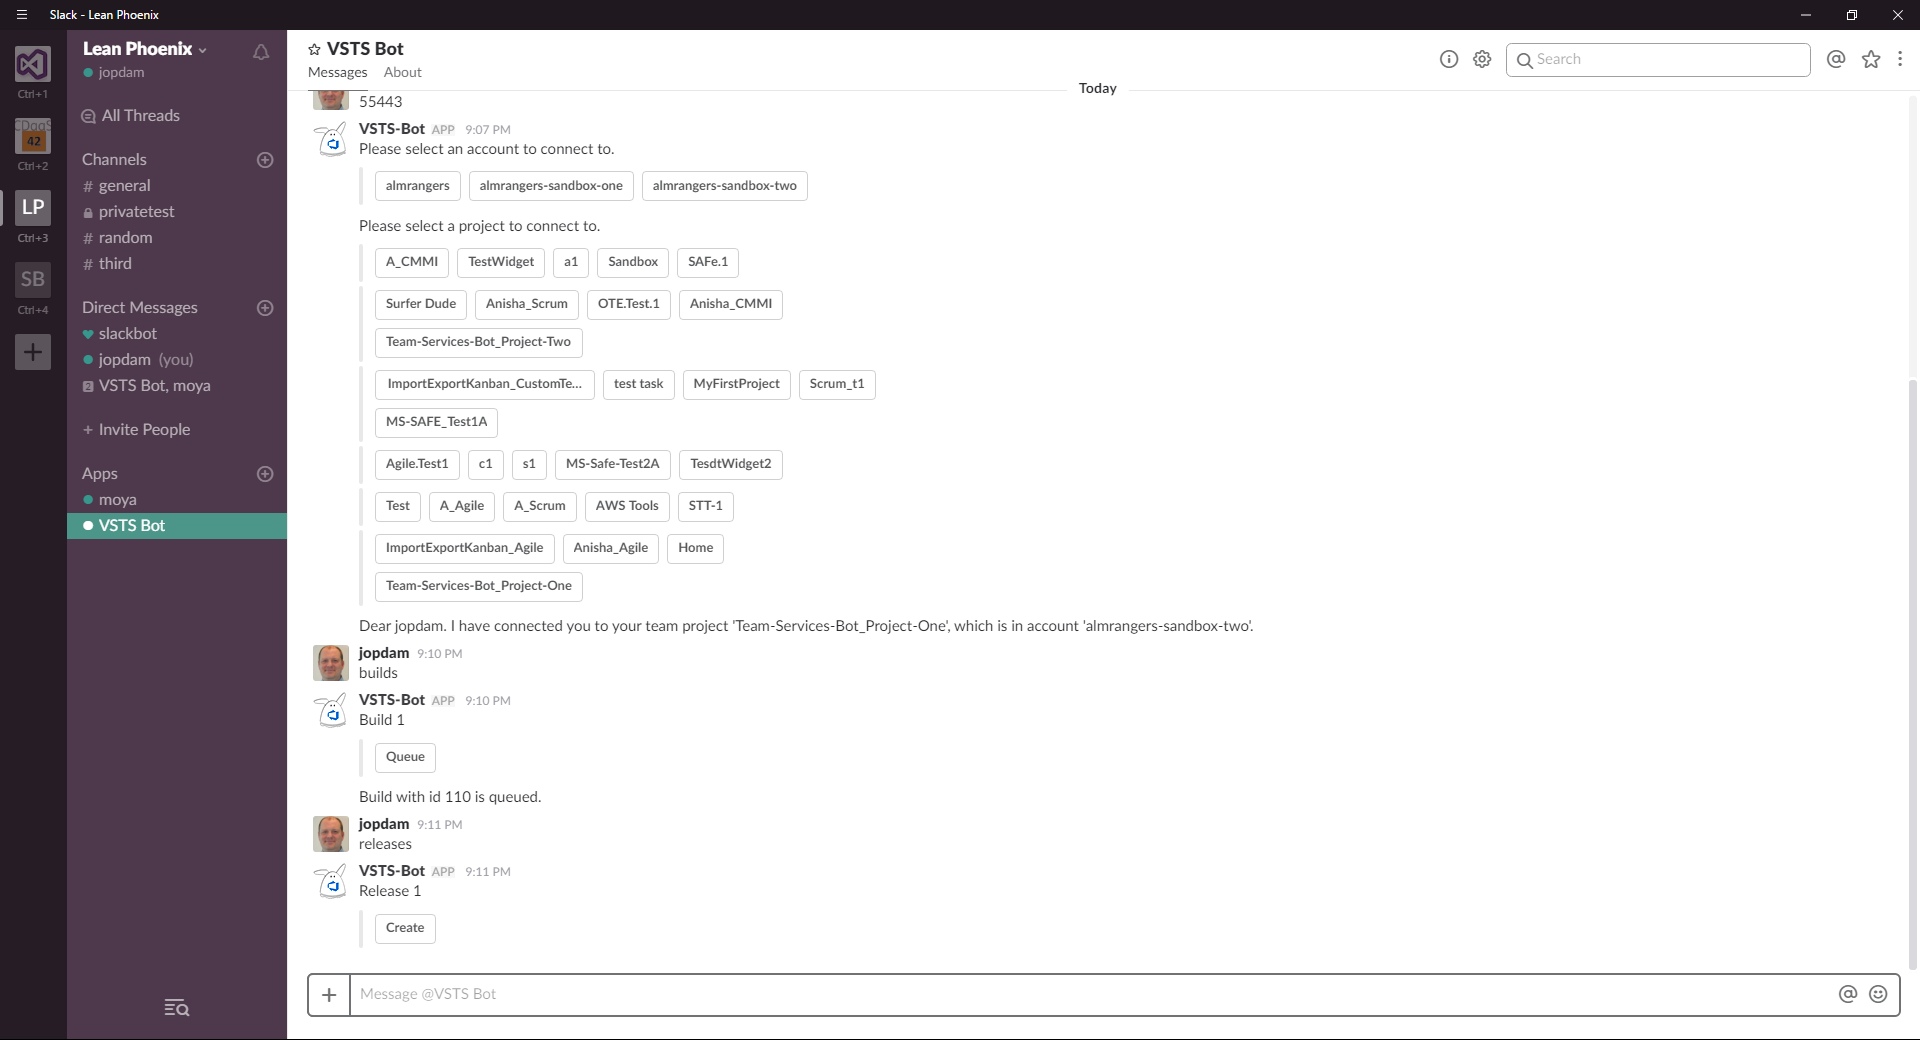 Slack - Lean Phoenix
Ctrl+1
42
Ctrl+2
LP
Ctrl+3
SB
Ctrl+4
Lean Phoenix
jopdam
All Threads
Channels
# general
privatetest
# random
# third
Direct Messages
slackbot
jopdam (you)
2 VSTS Bot, moya
+ Invite People
Apps
moya
VSTS Bot
VSTS Bot
Messages About
Search
Today
55443
VSTS-Bot APP 9:07 PM
Please select an account to connect to.
almrangers almrangers-sandbox-one almrangers-sandbox-two
Please select a project to connect to.
A_CMMI TestWidget a1 Sandbox SAFe.1
Surfer Dude Anisha_Scrum OTE.Test.1 Anisha_CMMI
Team-Services-Bot_Project-Two
ImportExportKanban_CustomTe... test task MyFirstProject Scrum_t1
MS-SAFE_Test1A
Agile.Test1 c1 s1 MS-Safe-Test2A TesdtWidget2
Test A_Agile A_Scrum AWS Tools STT-1
ImportExportKanban_Agile Anisha_Agile Home
Team-Services-Bot_Project-One
Dear jopdam. I have connected you to your team project 'Team-Services-Bot_Project-One', which is in account 'almrangers-sandbox-two'.
jopdam 9:10 PM
builds
VSTS-Bot APP 9:10 PM
Build 1
Queue
Build with id 110 is queued.
jopdam 9:11 PM
releases
VSTS-Bot APP 9:11 PM
Release 1
Create
Message @VSTS Bot